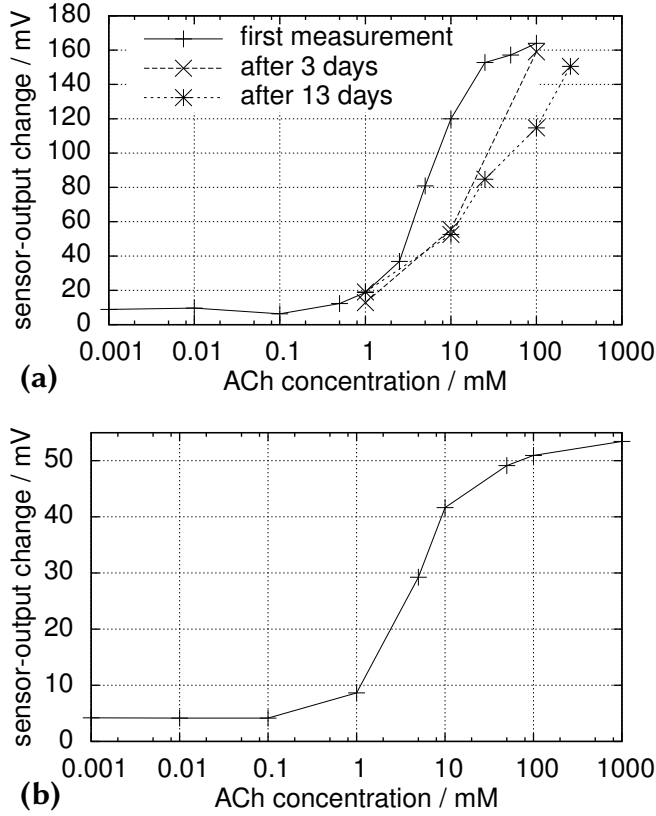 180
160
140
120
100
80
60
40
20
0
sensor-output change / mV
first measurement
after 3 days
after 13 days
0.001 0.01 0.1 1 10 100 1000
(a) ACh concentration / mM
50
40
30
20
10
0
sensor-output change / mV
0.001 0.01 0.1 1 10 100 1000
(b) ACh concentration / mM